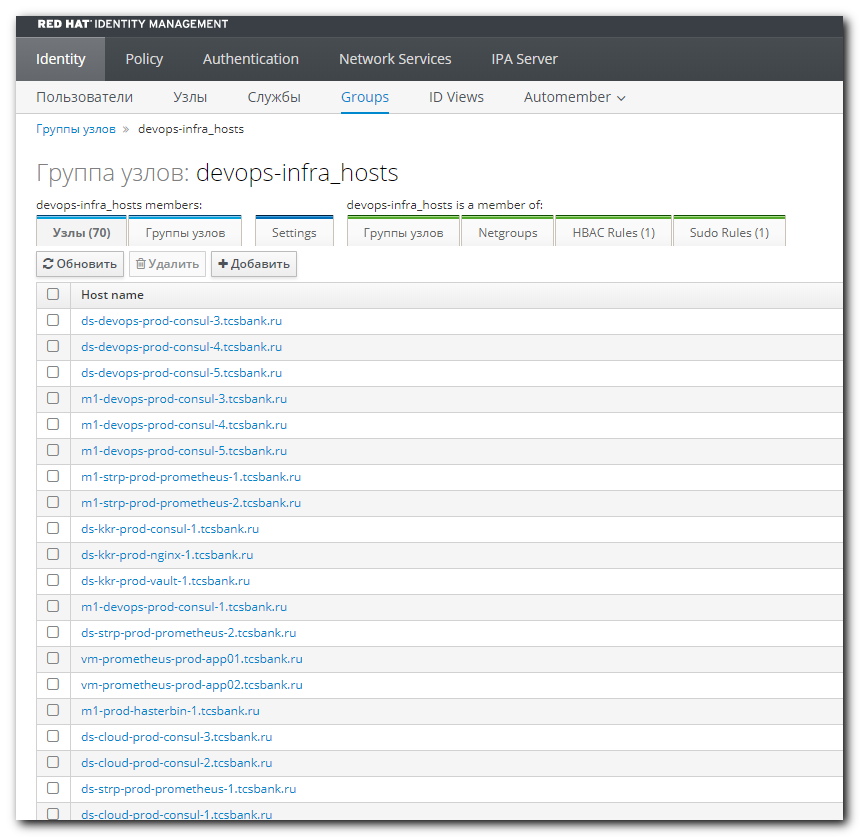 RED HAT IDENTITY MANAGEMENT
Identity Policy Authentication Network Services IPA Server
Пользователи Узлы Службы Groups ID Views Automember
Группы узлов » devops-infra_hosts
Группа узлов: devops-infra_hosts
devops-infra_hosts members: devops-infra_hosts is a member of:
Узлы (70) Группы узлов Settings Группы узлов Netgroups HBAC Rules (1) Sudo Rules (1)
Обновить Удалить Добавить
Host name
ds-devops-prod-consul-3.tcsbank.ru
ds-devops-prod-consul-4.tcsbank.ru
ds-devops-prod-consul-5.tcsbank.ru
m1-devops-prod-consul-3.tcsbank.ru
m1-devops-prod-consul-4.tcsbank.ru
m1-devops-prod-consul-5.tcsbank.ru
m1-strp-prod-prometheus-1.tcsbank.ru
m1-strp-prod-prometheus-2.tcsbank.ru
ds-kkr-prod-consul-1.tcsbank.ru
ds-kkr-prod-nginx-1.tcsbank.ru
ds-kkr-prod-vault-1.tcsbank.ru
m1-devops-prod-consul-1.tcsbank.ru
ds-strp-prod-prometheus-2.tcsbank.ru
vm-prometheus-prod-app01.tcsbank.ru
vm-prometheus-prod-app02.tcsbank.ru
m1-prod-hasterbin-1.tcsbank.ru
ds-cloud-prod-consul-3.tcsbank.ru
ds-cloud-prod-consul-2.tcsbank.ru
ds-strp-prod-prometheus-1.tcsbank.ru
ds-cloud-prod-consul-1.tcsbank.ru